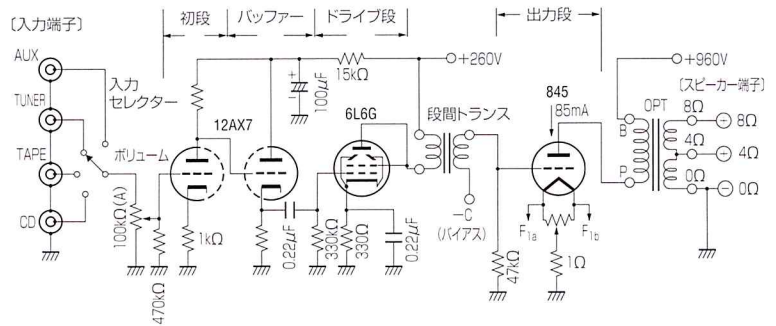 初段
バッファー
ドライブ段
出力段
〔入力端子〕
AUX
TUNER
TAPE
CD
入力
セレクター
ボリューム
100kΩ(A)
470kΩ
1kΩ
12AX7
100μF
15kΩ
+260V
0.22μF
330kΩ
330Ω
0.22μF
6L6G
段間トランス
−C
(バイアス)
47kΩ
845
85mA
F1a
F1b
1Ω
+960V
OPT
B
P
〔スピーカー端子〕
8Ω
8Ω
4Ω
4Ω
0Ω
0Ω